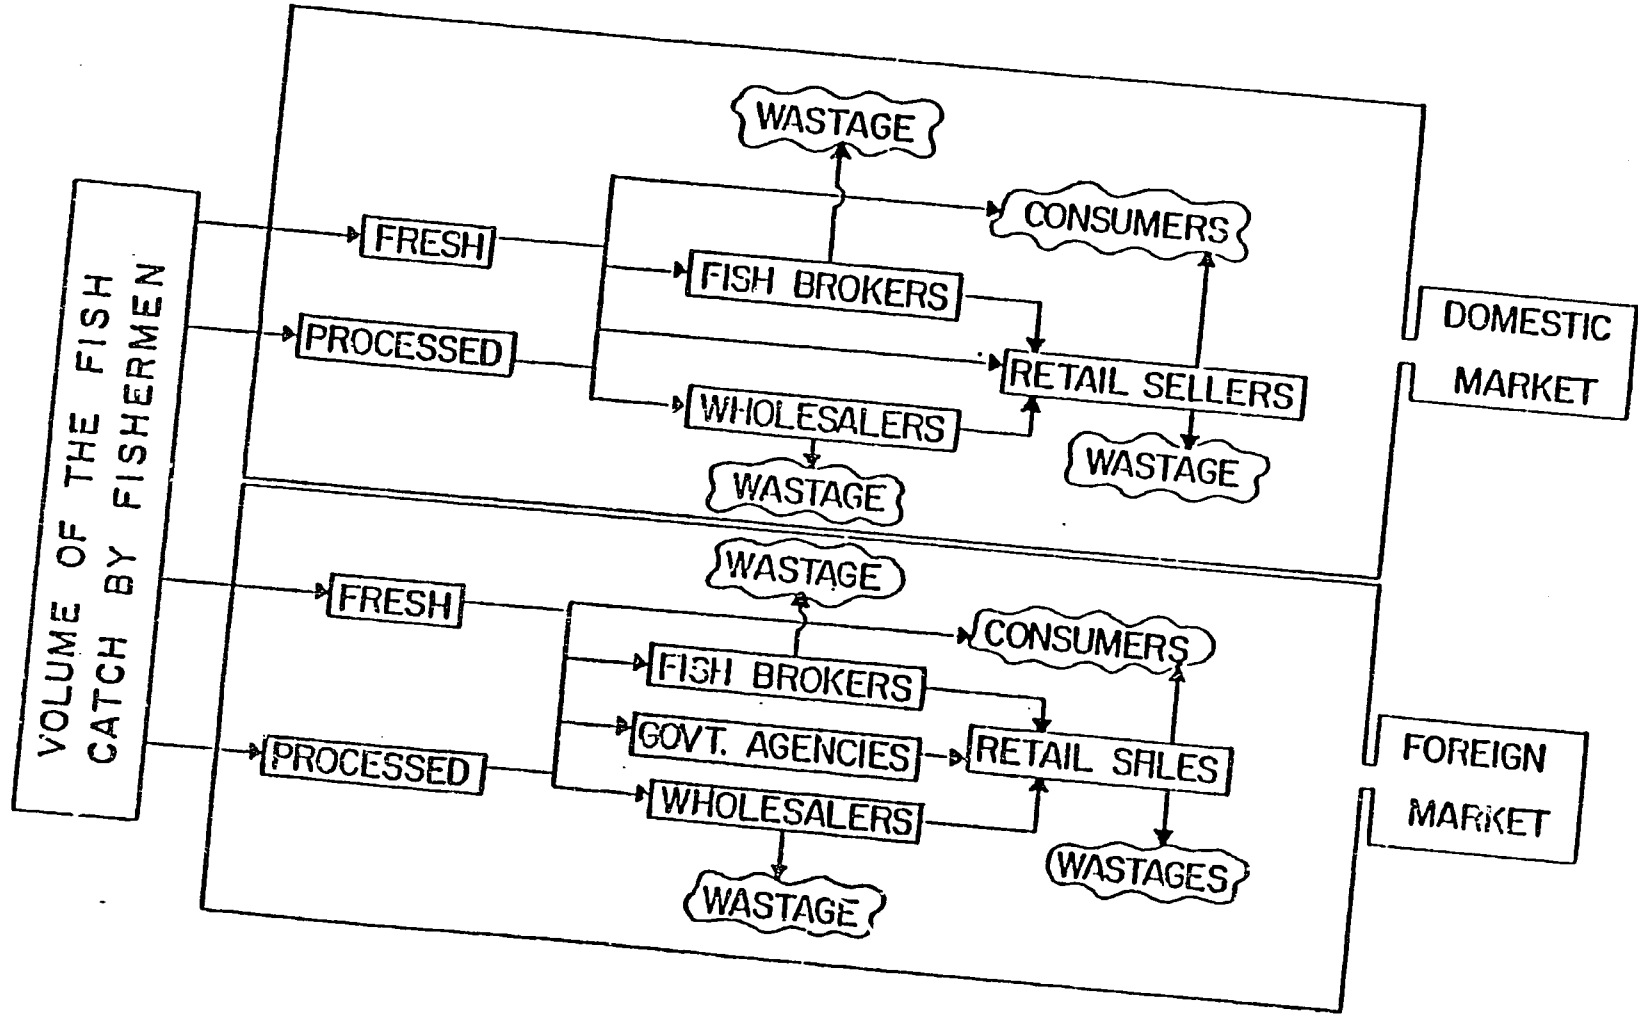 VOLUME OF THE FISH
CATCH BY FISHERMEN
WASTAGE
CONSUMERS
FRESH
FISH BROKERS
PROCESSED
RETAIL SELLERS
WHOLESALERS
WASTAGE
WASTAGE
DOMESTIC
MARKET
WASTAGE
FRESH
CONSUMERS
FISH BROKERS
GOVT. AGENCIES
RETAIL SALES
PROCESSED
WHOLESALERS
WASTAGES
WASTAGE
FOREIGN
MARKET